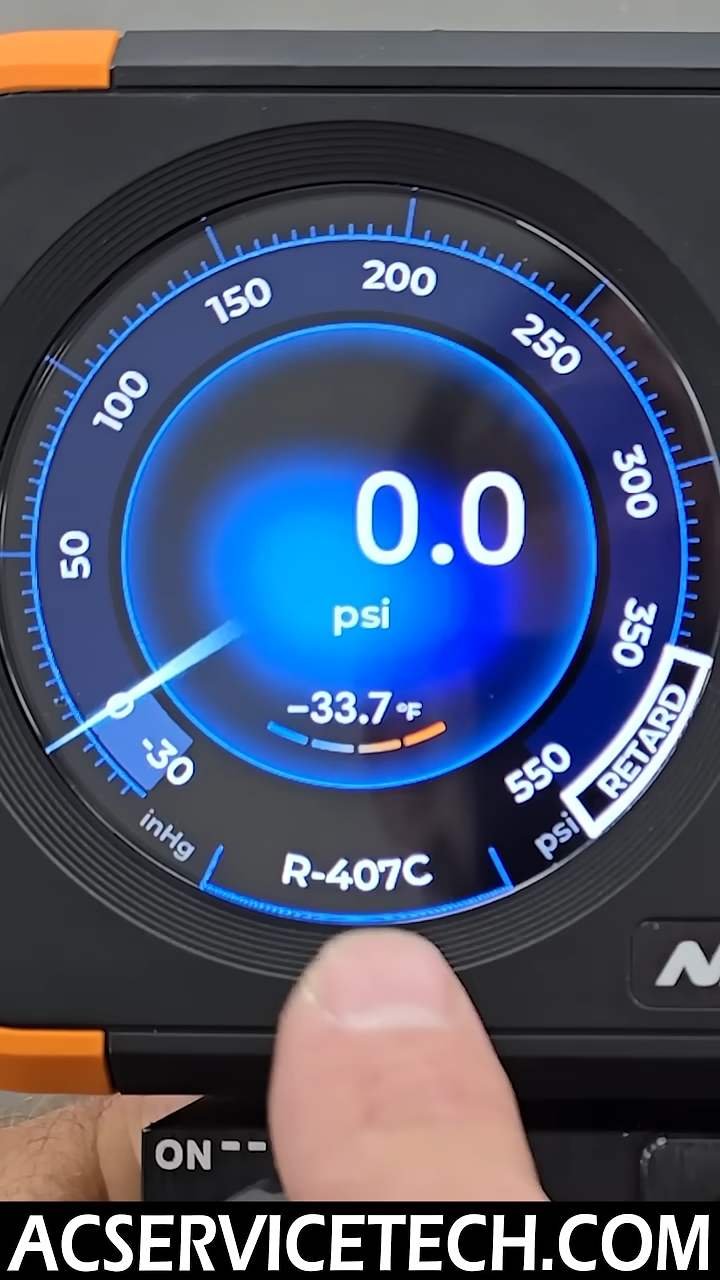 200
150
250
100
300
50
0.0
psi
350
-33.7 °F
0
-30
550
RETARD
inHg
psi
R-407C
ON --
ACSERVICETECH.COM